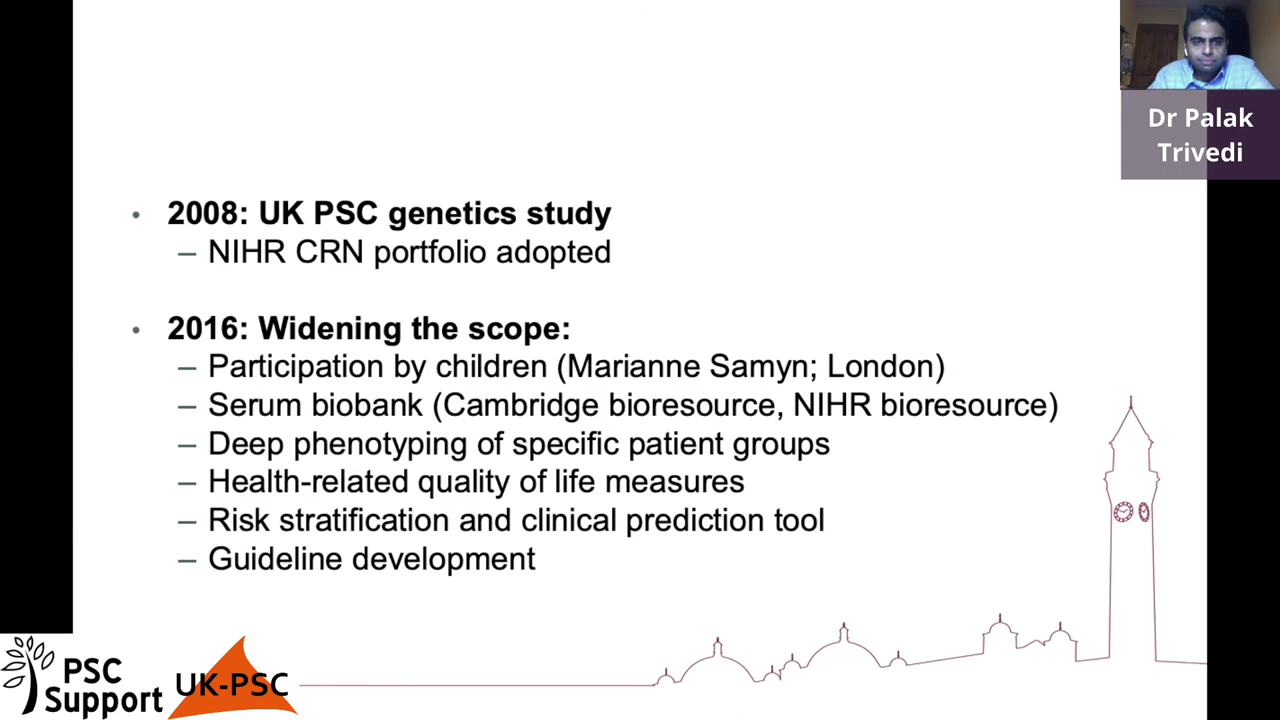 Dr Palak
Trivedi
• 2008: UK PSC genetics study
– NIHR CRN portfolio adopted
• 2016: Widening the scope:
– Participation by children (Marianne Samyn; London)
– Serum biobank (Cambridge bioresource, NIHR bioresource)
– Deep phenotyping of specific patient groups
– Health-related quality of life measures
– Risk stratification and clinical prediction tool
– Guideline development
PSC
Support
UK-PSC